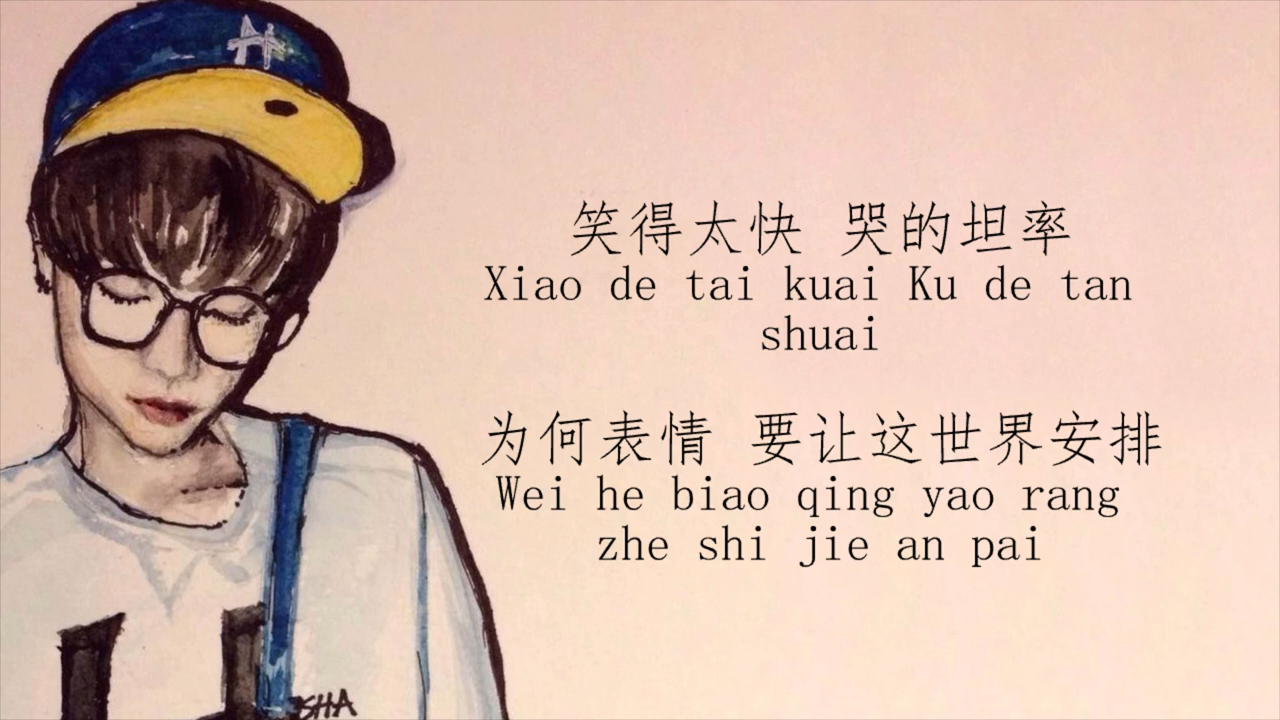 笑得太快 哭的坦率
Xiao de tai kuai Ku de tan
shuai
为何表情 要让这世界安排
Wei he biao qing yao rang
zhe shi jie an pai
SHA